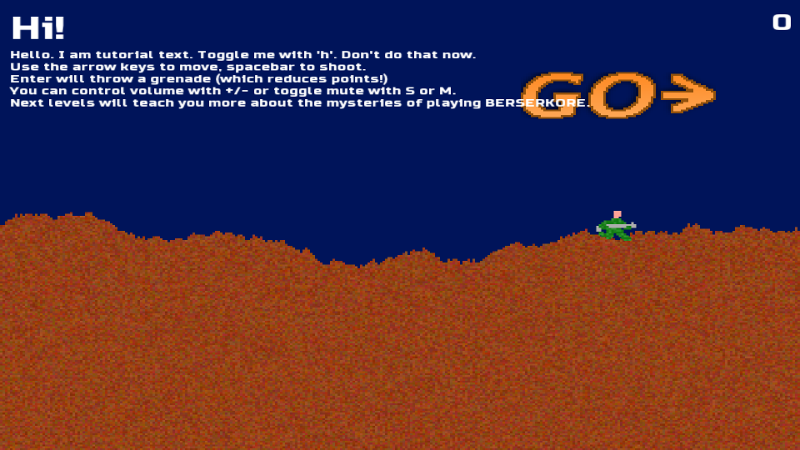 Hi!
0
Hello. I am tutorial text. Toggle me with 'h'. Don't do that now.
Use the arrow keys to move, spacebar to shoot.
Enter will throw a grenade (which reduces points!)
You can control volume with +/- or toggle mute with S or M.
Next levels will teach you more about the mysteries of playing BERSERKORE.
GO→